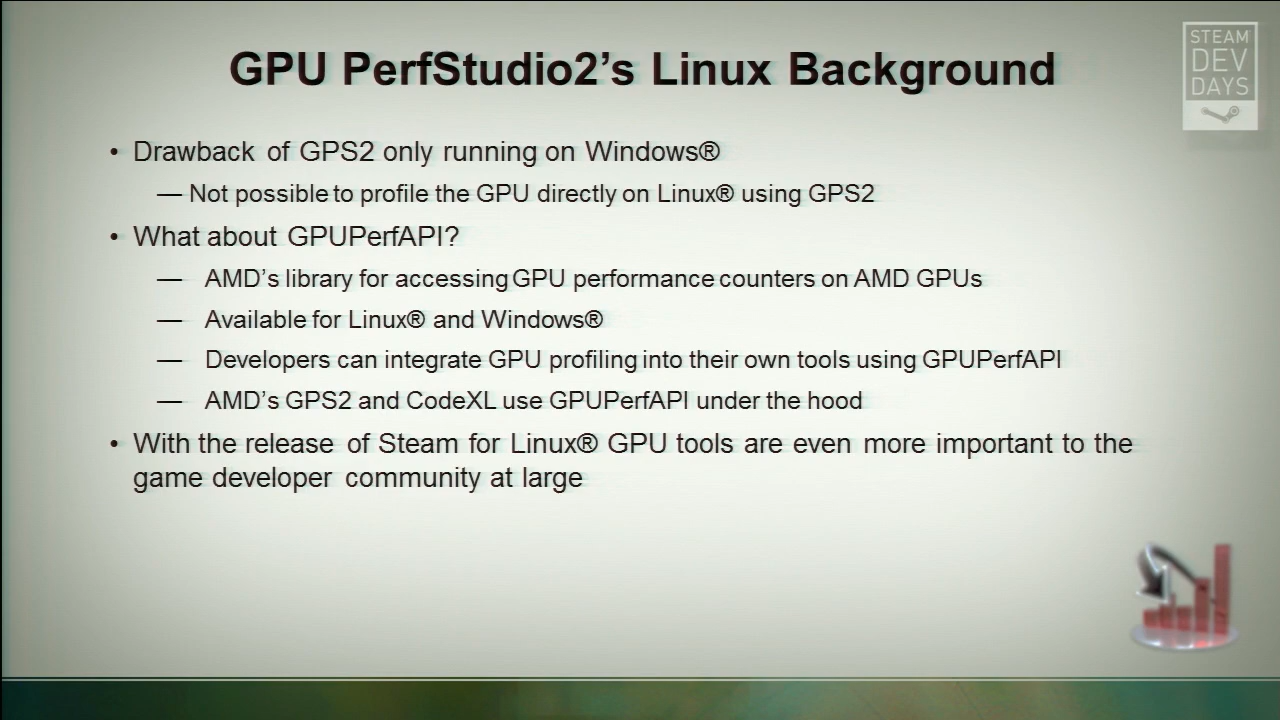 GPU PerfStudio2’s Linux Background
STEAM
DEV
DAYS
• Drawback of GPS2 only running on Windows®
— Not possible to profile the GPU directly on Linux® using GPS2
• What about GPUPerfAPI?
— AMD’s library for accessing GPU performance counters on AMD GPUs
— Available for Linux® and Windows®
— Developers can integrate GPU profiling into their own tools using GPUPerfAPI
— AMD’s GPS2 and CodeXL use GPUPerfAPI under the hood
• With the release of Steam for Linux® GPU tools are even more important to the
game developer community at large